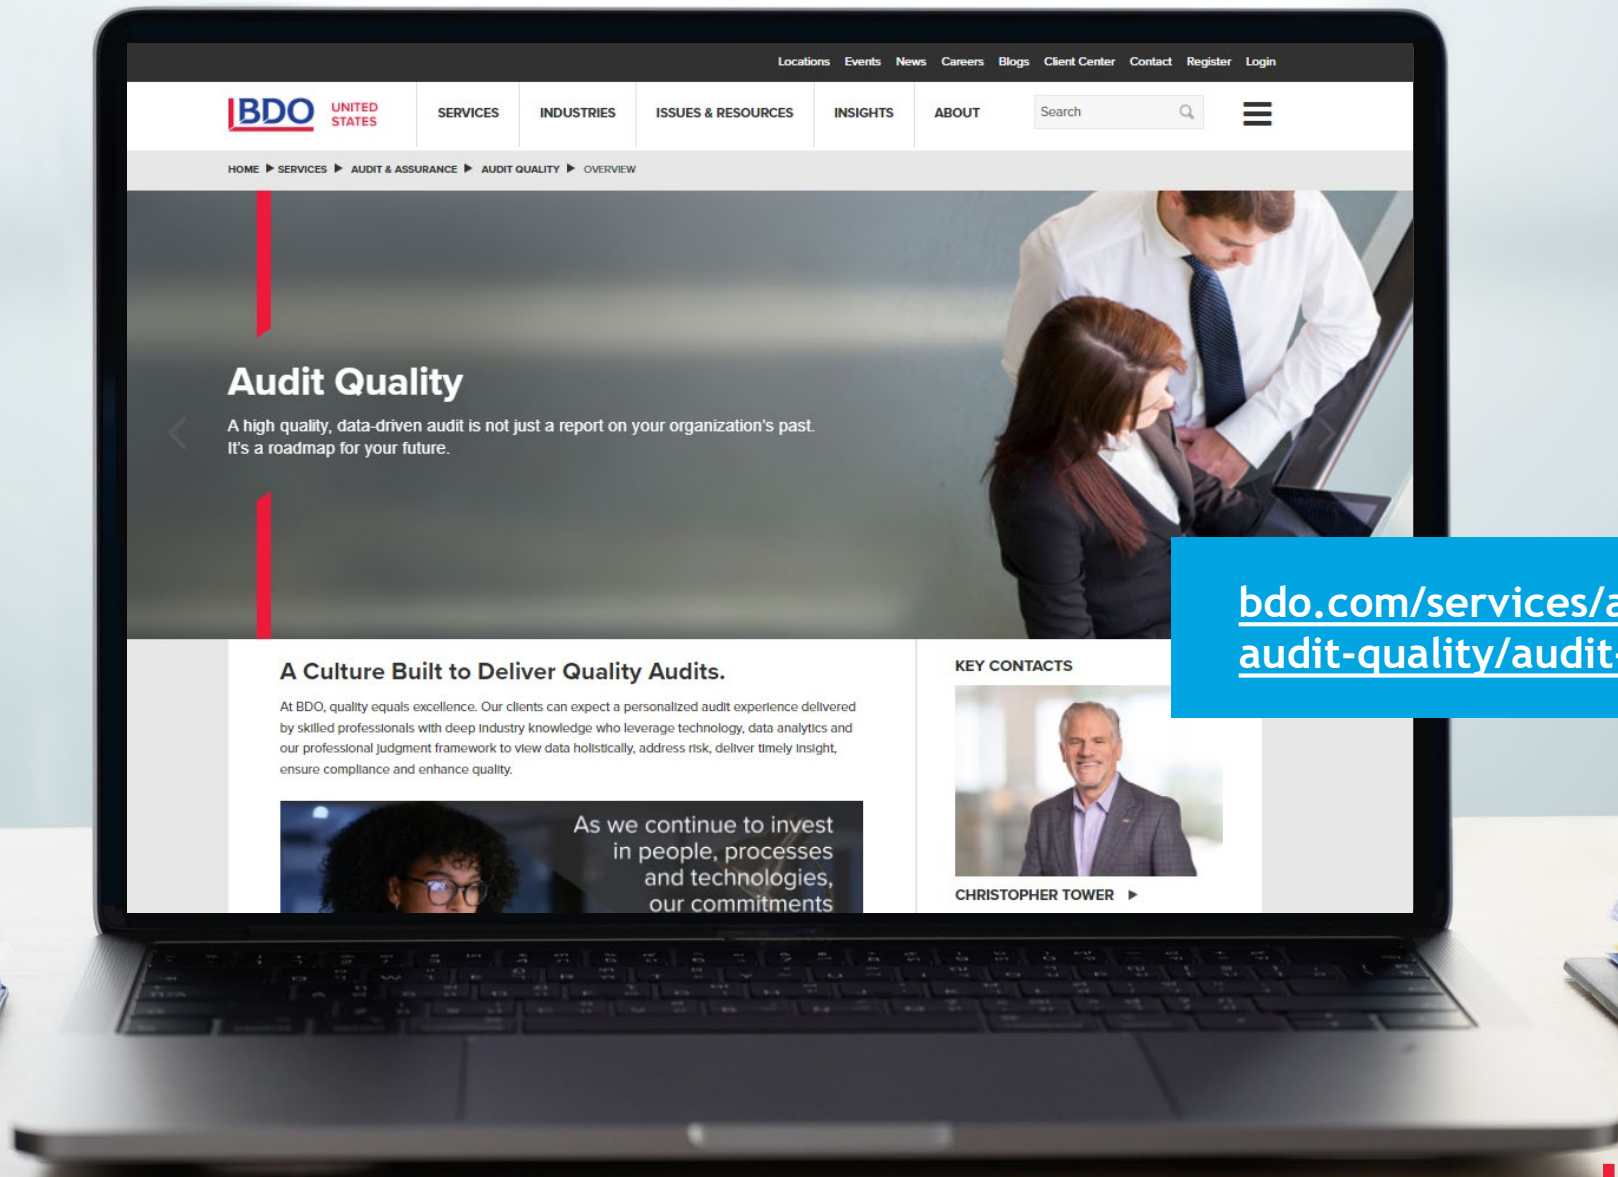 Locations Events News Careers Blogs Client Center Contact Register Login
BDO UNITED STATES
SERVICES INDUSTRIES ISSUES & RESOURCES INSIGHTS ABOUT Search
HOME ▶ SERVICES ▶ AUDIT & ASSURANCE ▶ AUDIT QUALITY ▶ OVERVIEW
Audit Quality
A high quality, data-driven audit is not just a report on your organization's past.
It's a roadmap for your future.
bdo.com/services/a
audit-quality/audit-
A Culture Built to Deliver Quality Audits.
At BDO, quality equals excellence. Our clients can expect a personalized audit experience delivered
by skilled professionals with deep industry knowledge who leverage technology, data analytics and
our professional judgment framework to view data holistically, address risk, deliver timely insight,
ensure compliance and enhance quality.
As we continue to invest
in people, processes
and technologies,
our commitments
KEY CONTACTS
CHRISTOPHER TOWER ▶